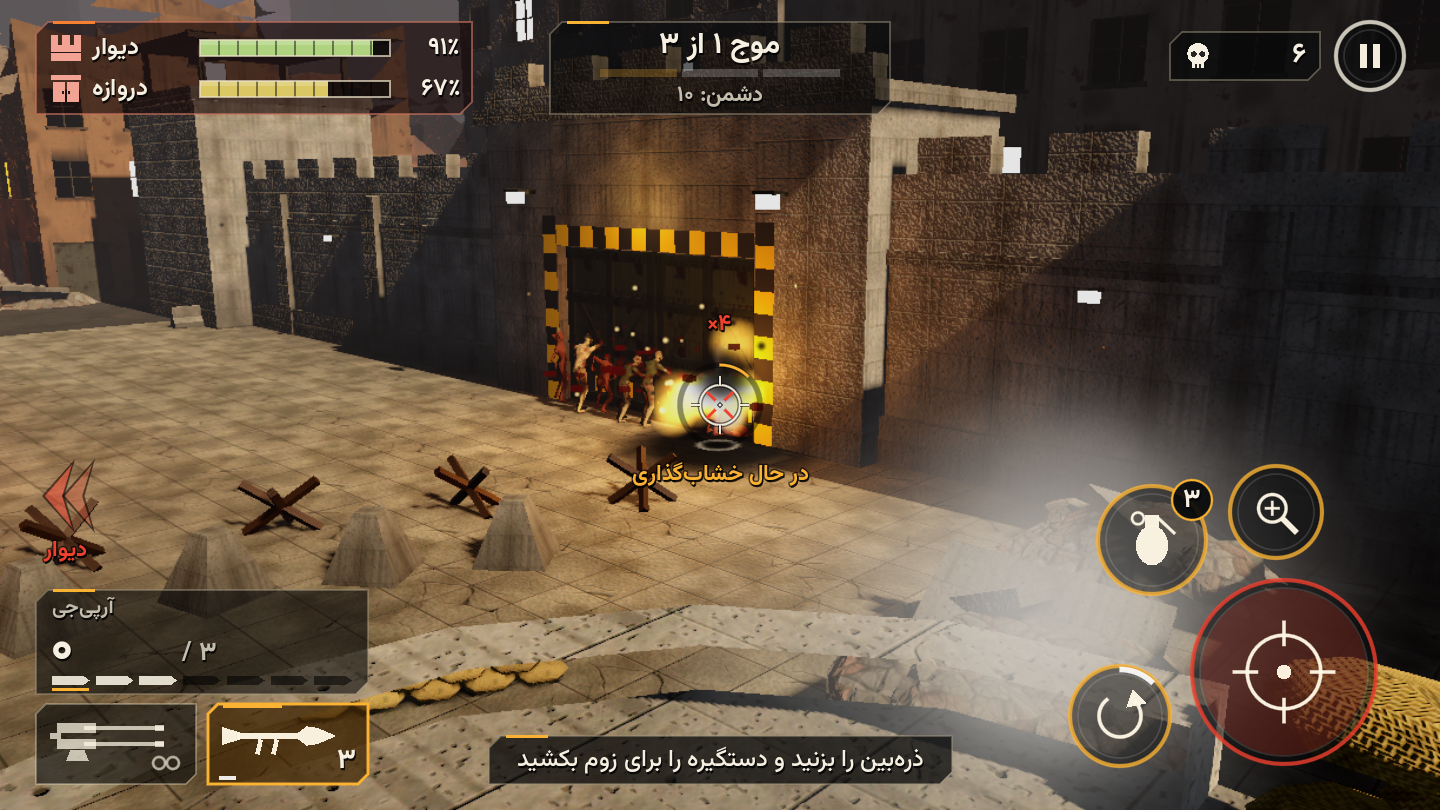 دیوار ۹۱٪
دروازه ۶۷٪
موج ۱ از ۳
دشمن: ۱۰
۶
×۴
در حال خشاب‌گذاری
دیوار
۳
آرپی‌جی
۰ / ۳
∞
۳
ذره‌بین را بزنید و دستگیره را برای زوم بکشید